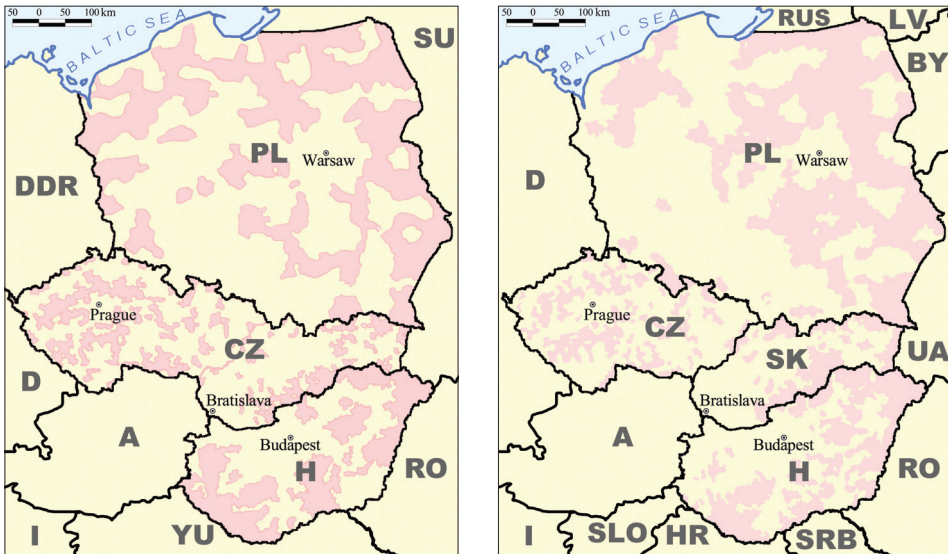 50 0 50 100 km
BALTIC SEA
SU
PL
Warsaw
DDR
Prague
CZ
D
Bratislava
A
Budapest
H
RO
I
YU
50 0 50 100 km
BALTIC SEA
RUS
LV
BY
PL
Warsaw
D
Prague
CZ
SK
UA
Bratislava
A
Budapest
H
RO
I
SLO
HR
SRB